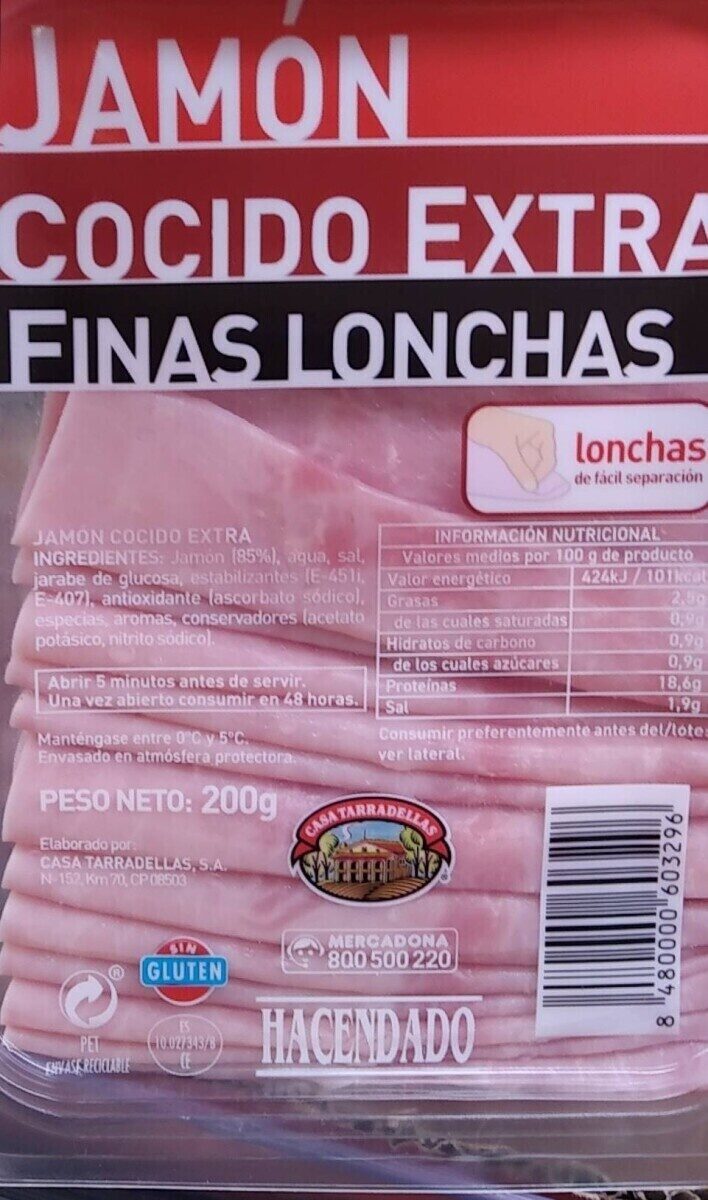 JAMÓN
COCIDO EXTRA
FINAS LONCHAS
lonchas
de fácil separación
JAMÓN COCIDO EXTRA
INGREDIENTES: Jamón (85%), agua, sal,
jarabe de glucosa, estabilizantes (E-451i,
E-407), antioxidante (ascorbato sódico),
especias, aromas, conservadores (acetato
potásico, nitrito sódico).
Abrir 5 minutos antes de servir.
Una vez abierto consumir en 48 horas.
Manténgase entre 0°C y 5°C.
Envasado en atmósfera protectora.
PESO NETO: 200g
Elaborado por:
CASA TARRADELLAS, S.A.
N-152, Km 70, CP 08503
INFORMACIÓN NUTRICIONAL
Valores medios por 100 g de producto
Valor energético 424kJ / 101kcal
Grasas 2,5g
de las cuales saturadas 0,9g
Hidratos de carbono 0,9g
de los cuales azúcares 0,9g
Proteínas 18,6g
Sal 1,9g
Consumir preferentemente antes del/lote:
ver lateral.
CASA TARRADELLAS
®
MERCADONA
800 500 220
SIN
GLUTEN
®
PET
ENVASE RECICLABLE
ES
10.02734378
CE
HACENDADO
8 480000 603296